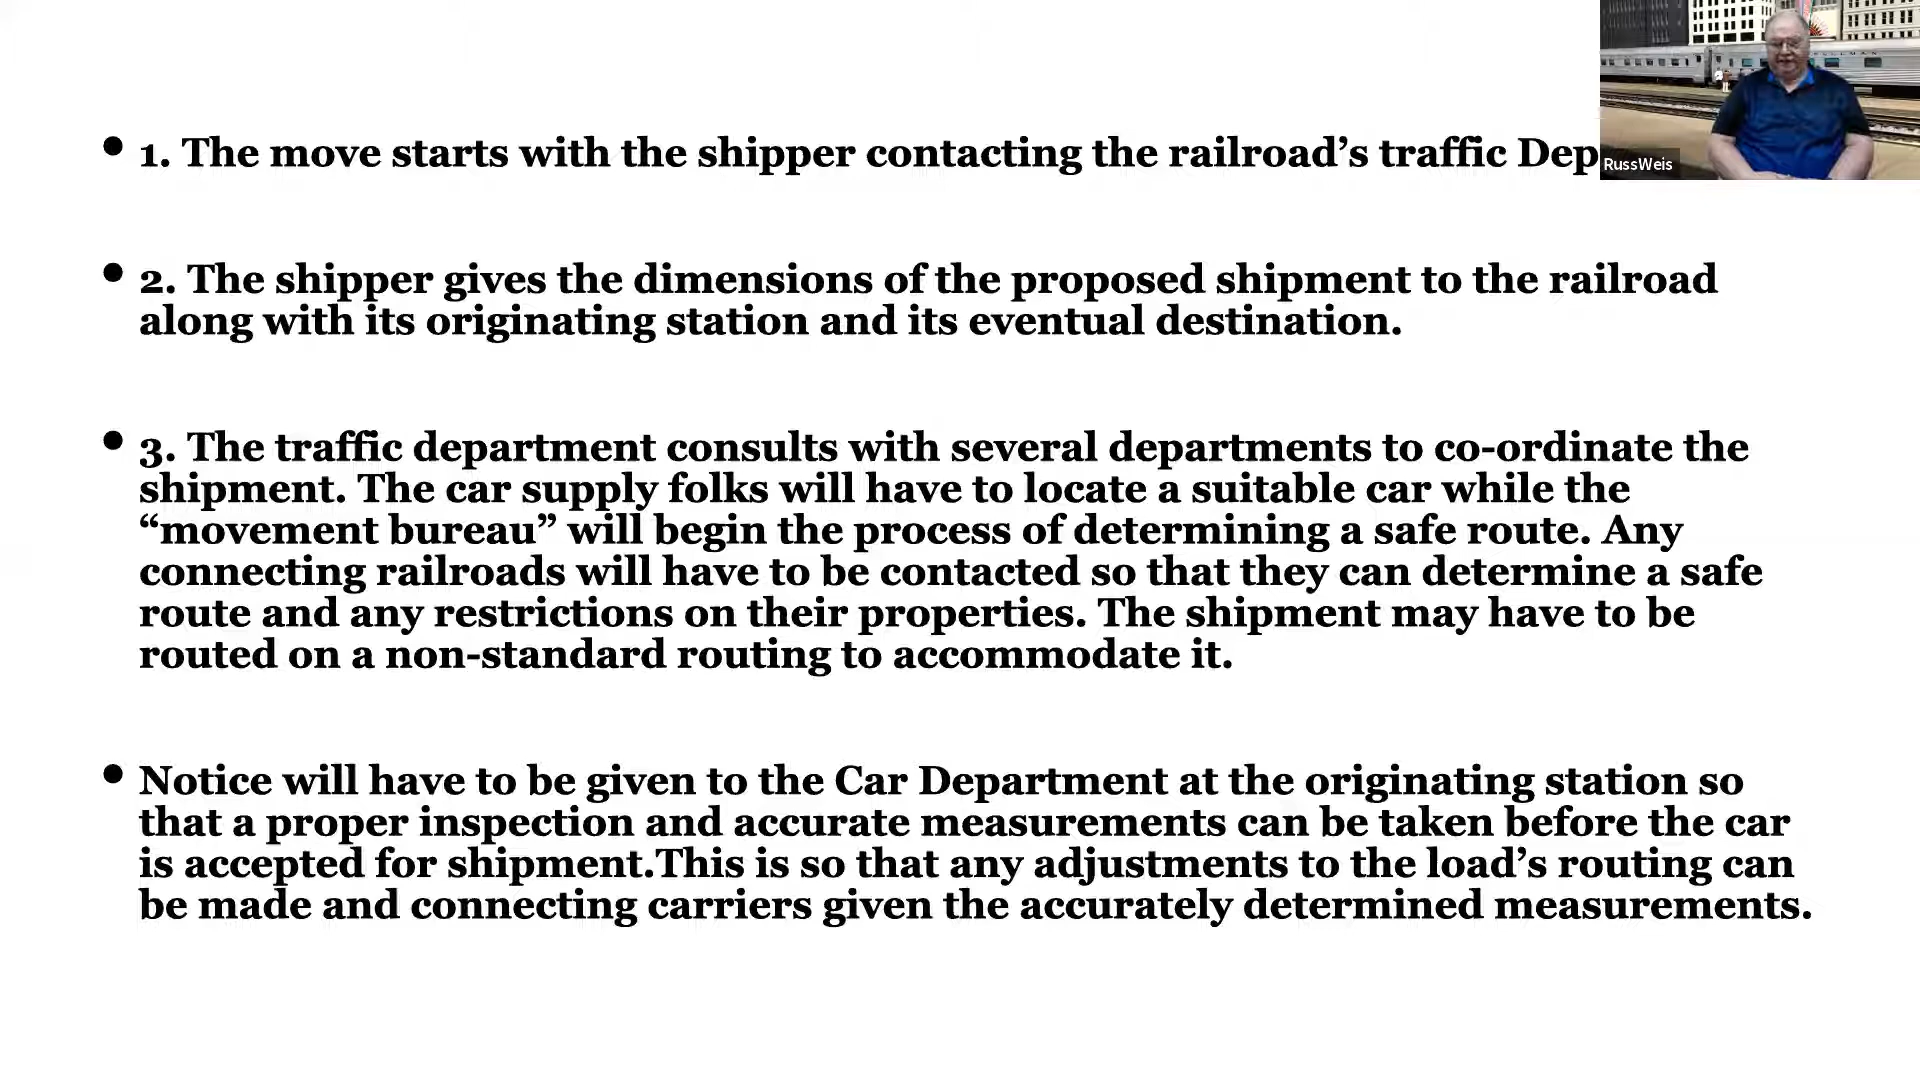 • 1. The move starts with the shipper contacting the railroad’s traffic Dep
• 2. The shipper gives the dimensions of the proposed shipment to the railroad
along with its originating station and its eventual destination.
• 3. The traffic department consults with several departments to co-ordinate the
shipment. The car supply folks will have to locate a suitable car while the
“movement bureau” will begin the process of determining a safe route. Any
connecting railroads will have to be contacted so that they can determine a safe
route and any restrictions on their properties. The shipment may have to be
routed on a non-standard routing to accommodate it.
• Notice will have to be given to the Car Department at the originating station so
that a proper inspection and accurate measurements can be taken before the car
is accepted for shipment.This is so that any adjustments to the load’s routing can
be made and connecting carriers given the accurately determined measurements.
RussWeis